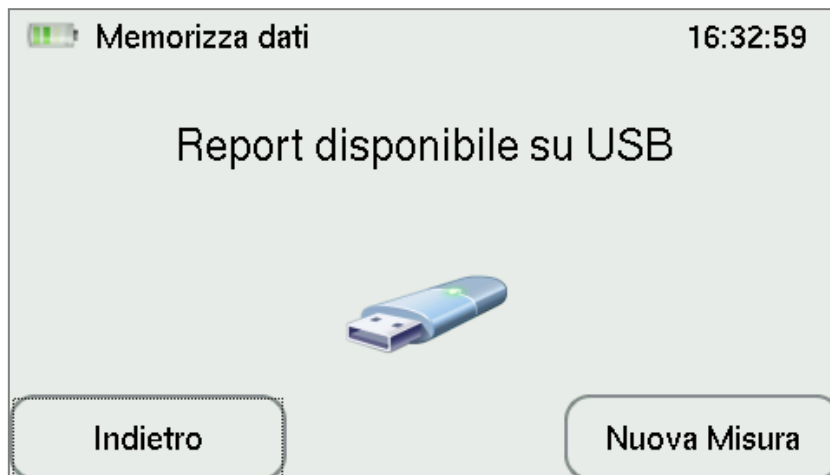 Memorizza dati 16:32:59
Report disponibile su USB
Indietro Nuova Misura